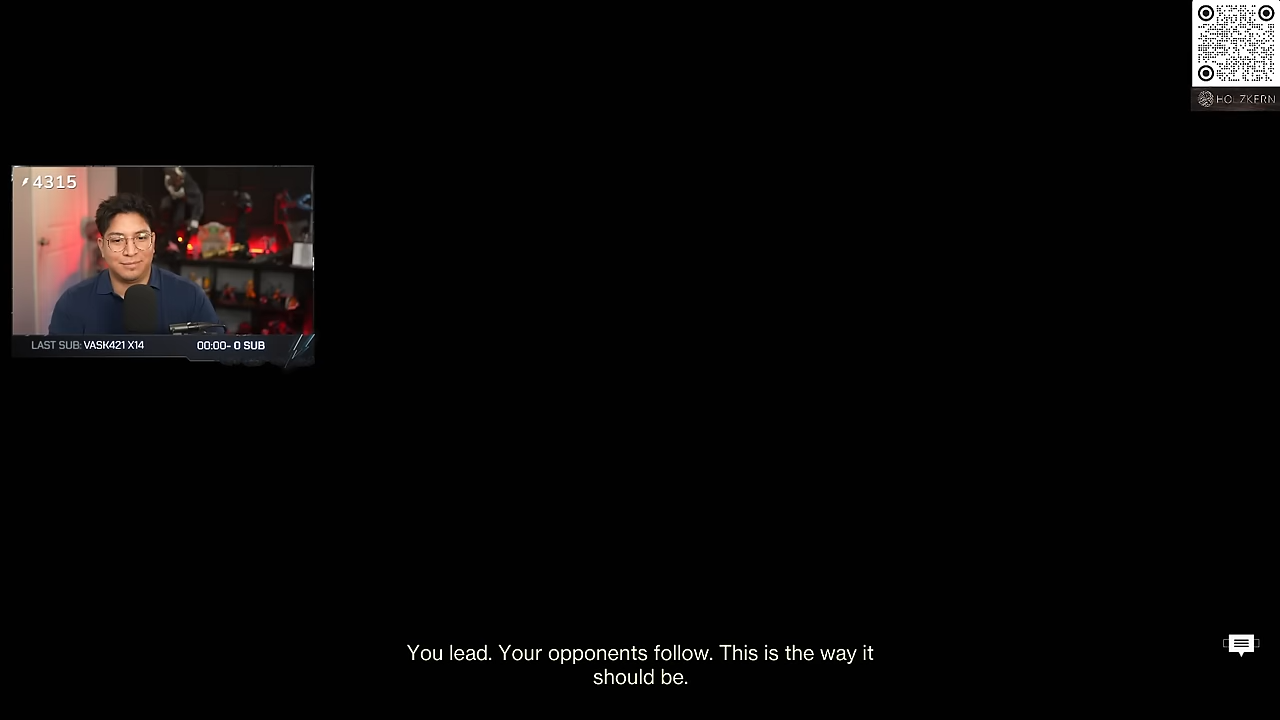 HOLZKERN
4315
LAST SUB: VASK421 X14
00:00- 0 SUB
You lead. Your opponents follow. This is the way it
should be.